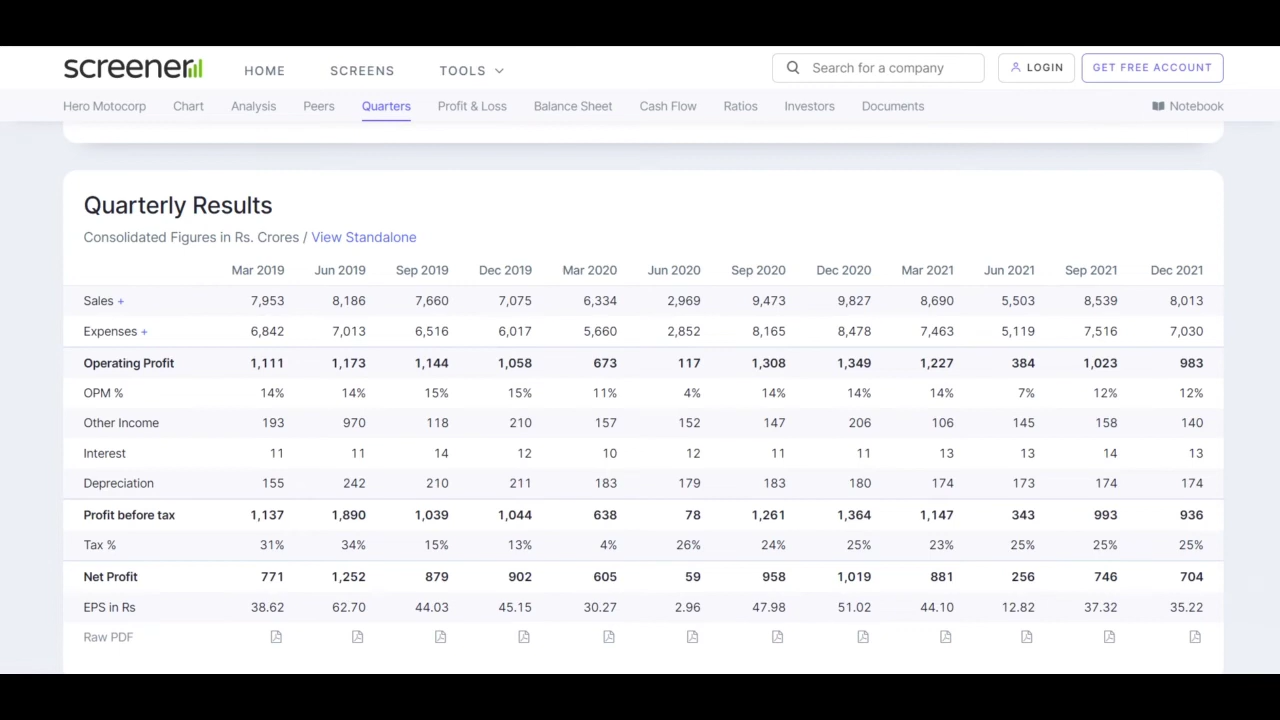 screener HOME SCREENS TOOLS Search for a company LOGIN GET FREE ACCOUNT
Hero Motocorp Chart Analysis Peers Quarters Profit & Loss Balance Sheet Cash Flow Ratios Investors Documents Notebook
Quarterly Results
Consolidated Figures in Rs. Crores / View Standalone
Mar 2019 Jun 2019 Sep 2019 Dec 2019 Mar 2020 Jun 2020 Sep 2020 Dec 2020 Mar 2021 Jun 2021 Sep 2021 Dec 2021
Sales + 7,953 8,186 7,660 7,075 6,334 2,969 9,473 9,827 8,690 5,503 8,539 8,013
Expenses + 6,842 7,013 6,516 6,017 5,660 2,852 8,165 8,478 7,463 5,119 7,516 7,030
Operating Profit 1,111 1,173 1,144 1,058 673 117 1,308 1,349 1,227 384 1,023 983
OPM % 14% 14% 15% 15% 11% 4% 14% 14% 14% 7% 12% 12%
Other Income 193 970 118 210 157 152 147 206 106 145 158 140
Interest 11 11 14 12 10 12 11 11 13 13 14 13
Depreciation 155 242 210 211 183 179 183 180 174 173 174 174
Profit before tax 1,137 1,890 1,039 1,044 638 78 1,261 1,364 1,147 343 993 936
Tax % 31% 34% 15% 13% 4% 26% 24% 25% 23% 25% 25% 25%
Net Profit 771 1,252 879 902 605 59 958 1,019 881 256 746 704
EPS in Rs 38.62 62.70 44.03 45.15 30.27 2.96 47.98 51.02 44.10 12.82 37.32 35.22
Raw PDF